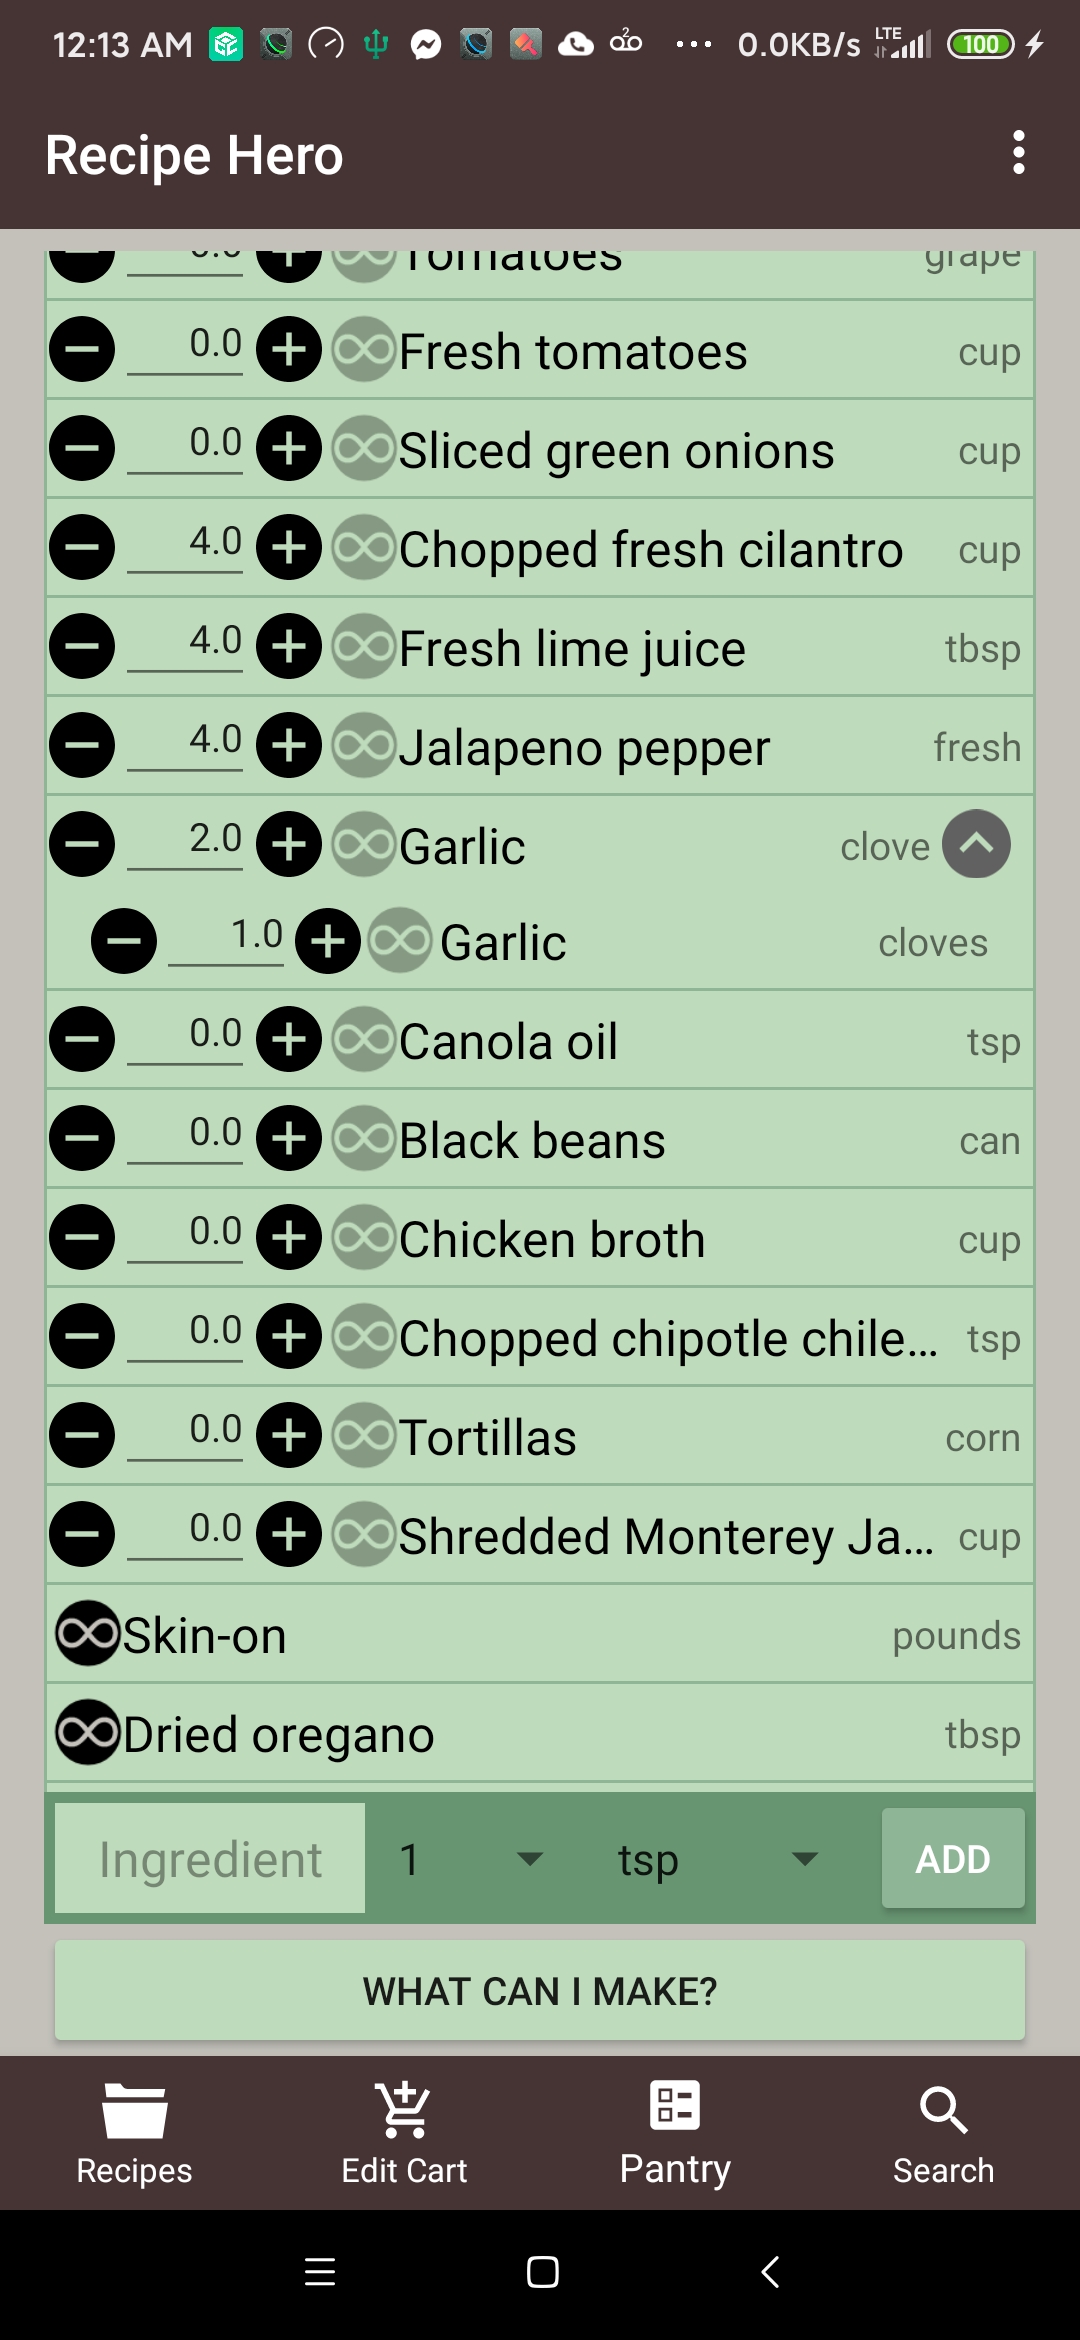 12:13 AM 0.0KB/s LTE 100
Recipe Hero
0.0 Tomatoes grape
0.0 Fresh tomatoes cup
0.0 Sliced green onions cup
4.0 Chopped fresh cilantro cup
4.0 Fresh lime juice tbsp
4.0 Jalapeno pepper fresh
2.0 Garlic clove
1.0 Garlic cloves
0.0 Canola oil tsp
0.0 Black beans can
0.0 Chicken broth cup
0.0 Chopped chipotle chile... tsp
0.0 Tortillas corn
0.0 Shredded Monterey Ja... cup
Skin-on pounds
Dried oregano tbsp
Ingredient 1 tsp ADD
WHAT CAN I MAKE?
Recipes Edit Cart Pantry Search